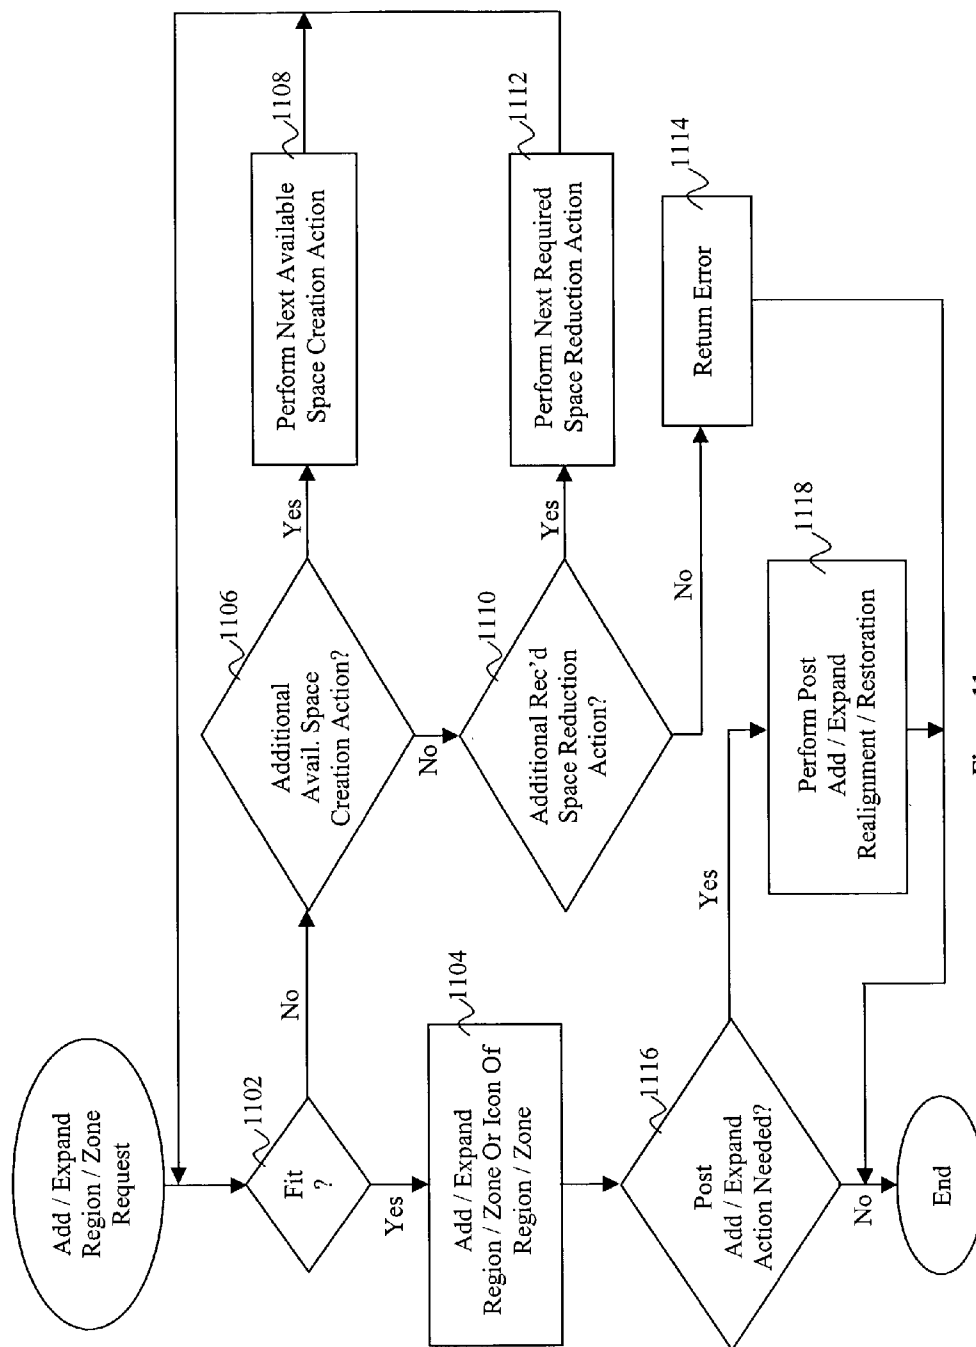 Add / Expand
Region / Zone
Request
1102
Fit
?
No
Yes
1104
Add / Expand
Region / Zone Or Icon Of
Region / Zone
1106
Additional
Avail. Space
Creation Action?
Yes
No
1108
Perform Next Available
Space Creation Action
1110
Additional Rec'd
Space Reduction
Action?
Yes
No
1112
Perform Next Required
Space Reduction Action
1114
Return Error
1116
Post
Add / Expand
Action Needed?
Yes
No
1118
Perform Post
Add / Expand
Realignment / Restoration
End